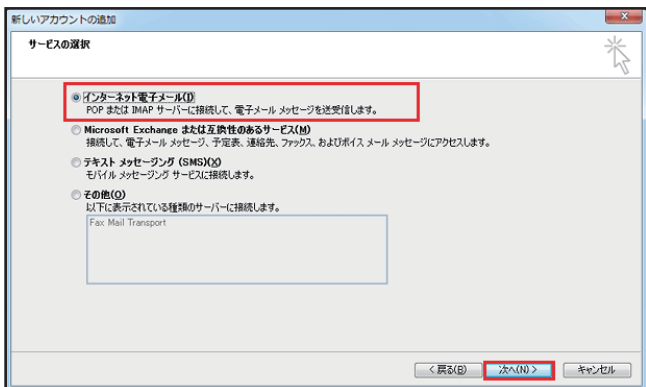 新しいアカウントの追加
サービスの選択
インターネット電子メール(I)
POP または IMAP サーバーに接続して、電子メール メッセージを送受信します。
Microsoft Exchange または互換性のあるサービス(M)
接続して、電子メール メッセージ、予定表、連絡先、ファックス、およびボイス メール メッセージにアクセスします。
テキスト メッセージング (SMS)(X)
モバイル メッセージング サービスに接続します。
その他(O)
以下に表示されている種類のサーバーに接続します。
Fax Mail Transport
< 戻る(B) 次へ(N) > キャンセル